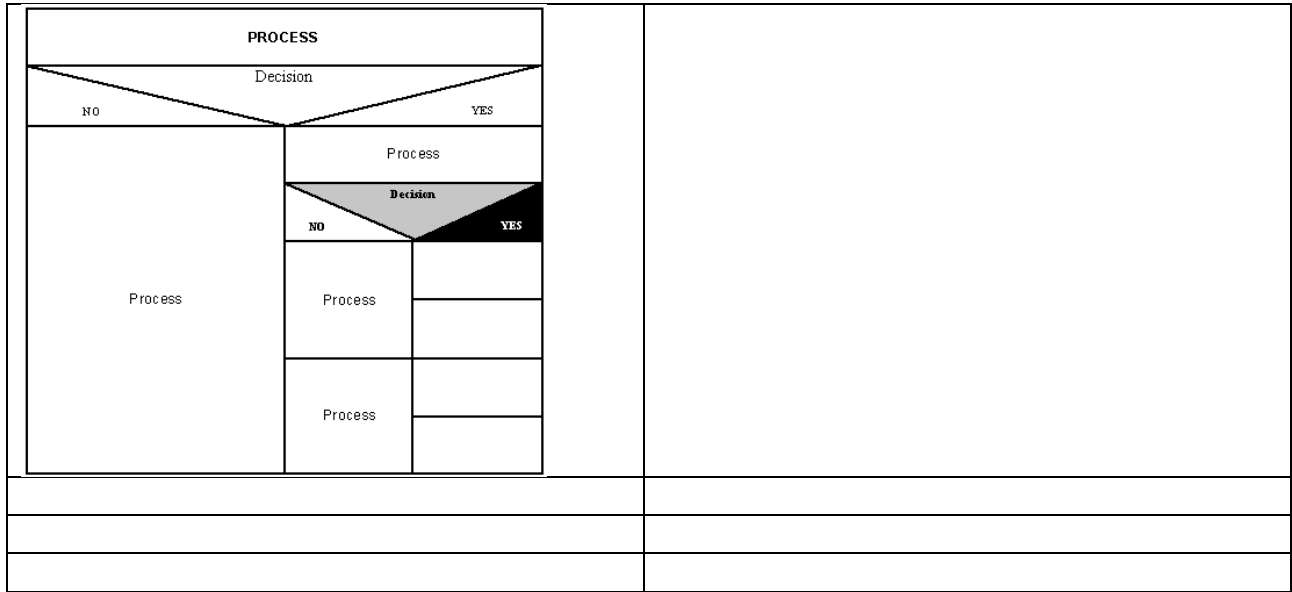 PROCESS
Decision
NO
YES
Process
Decision
NO
YES
Process
Process
Process